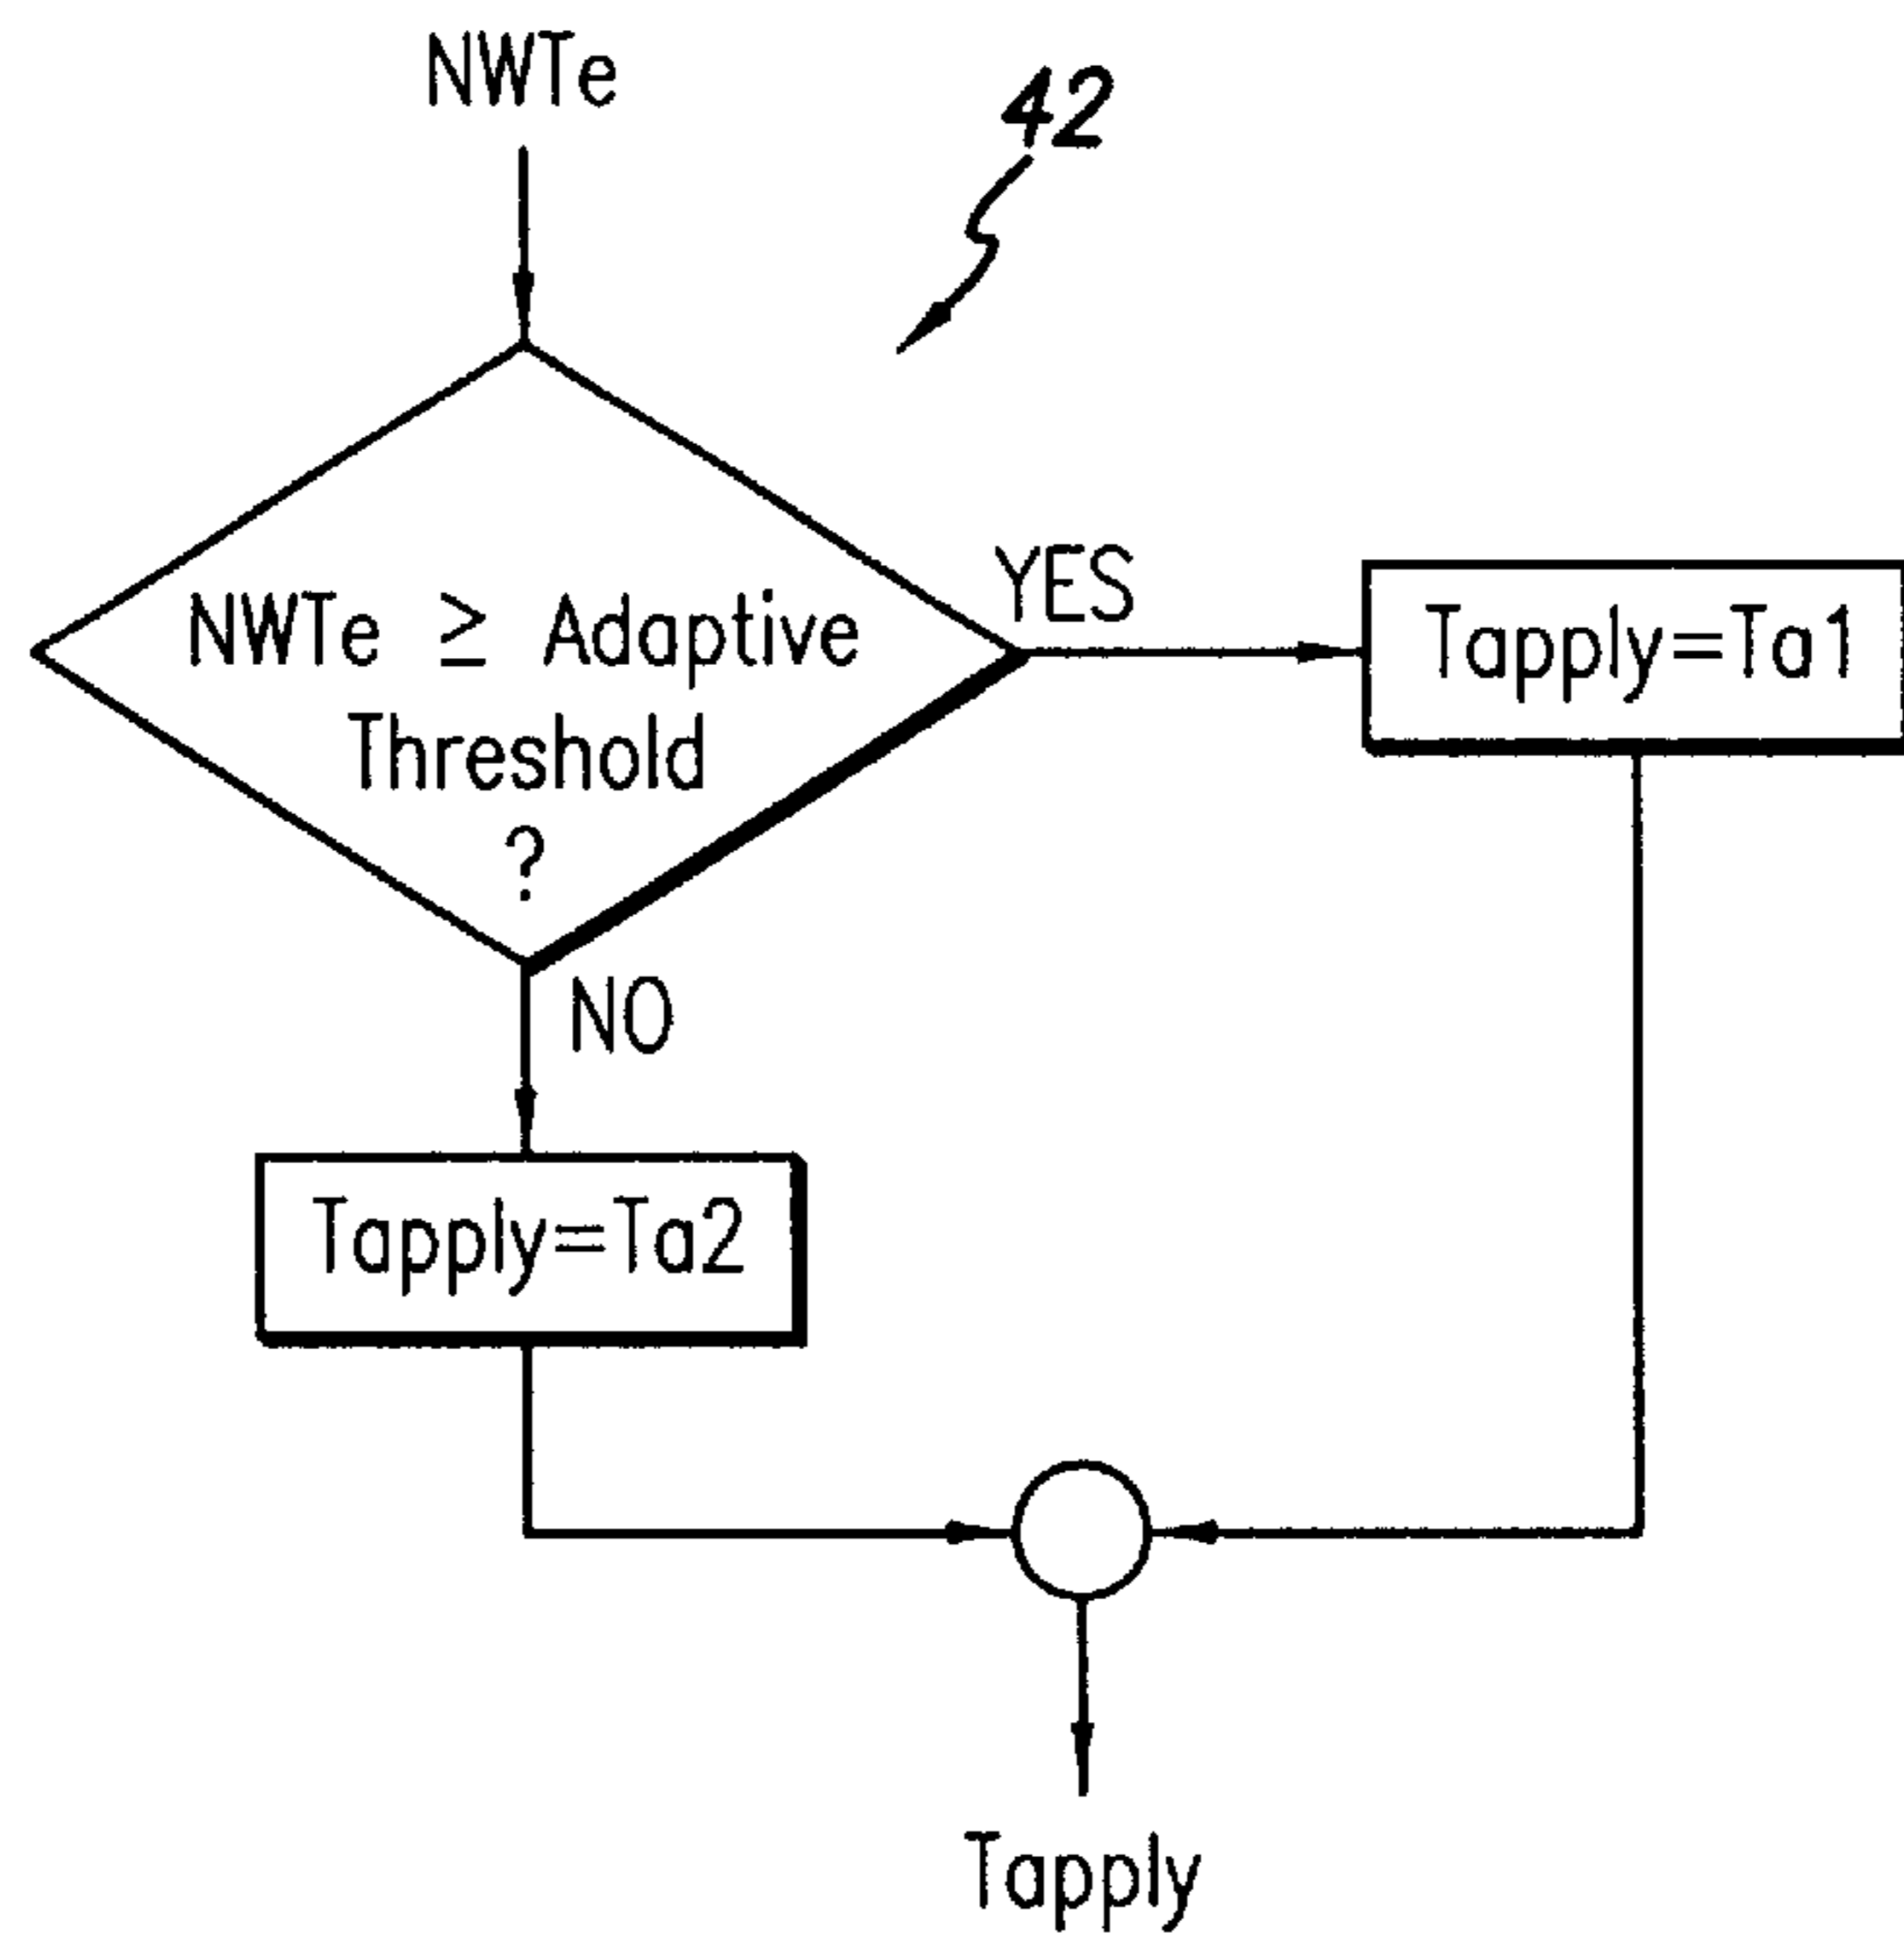 NWTe
42
NWTe ≥ Adaptive
Threshold
?
YES
Tapply=Ta1
NO
Tapply=Ta2
Tapply